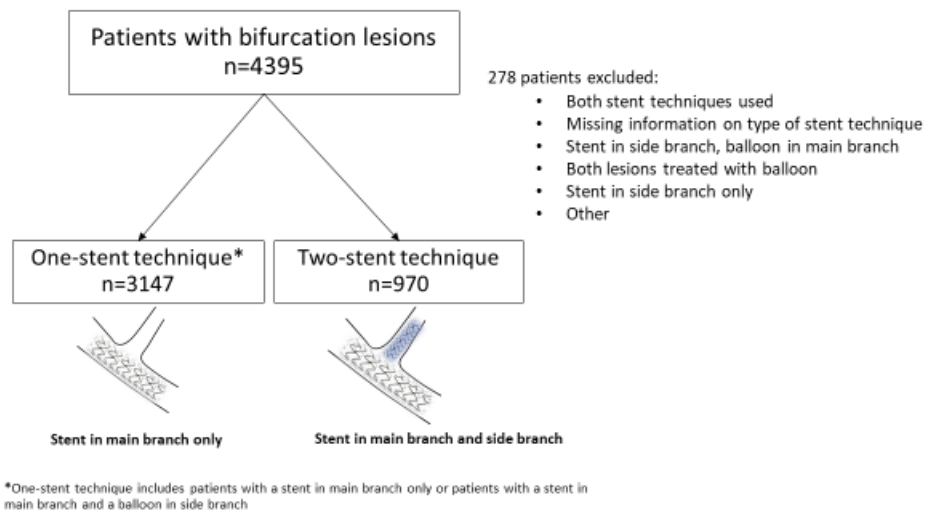 Patients with bifurcation lesions
n=4395
278 patients excluded:
• Both stent techniques used
• Missing information on type of stent technique
• Stent in side branch, balloon in main branch
• Both lesions treated with balloon
• Stent in side branch only
• Other
One-stent technique*
n=3147
Two-stent technique
n=970
Stent in main branch only
Stent in main branch and side branch
*One-stent technique includes patients with a stent in main branch only or patients with a stent in
main branch and a balloon in side branch